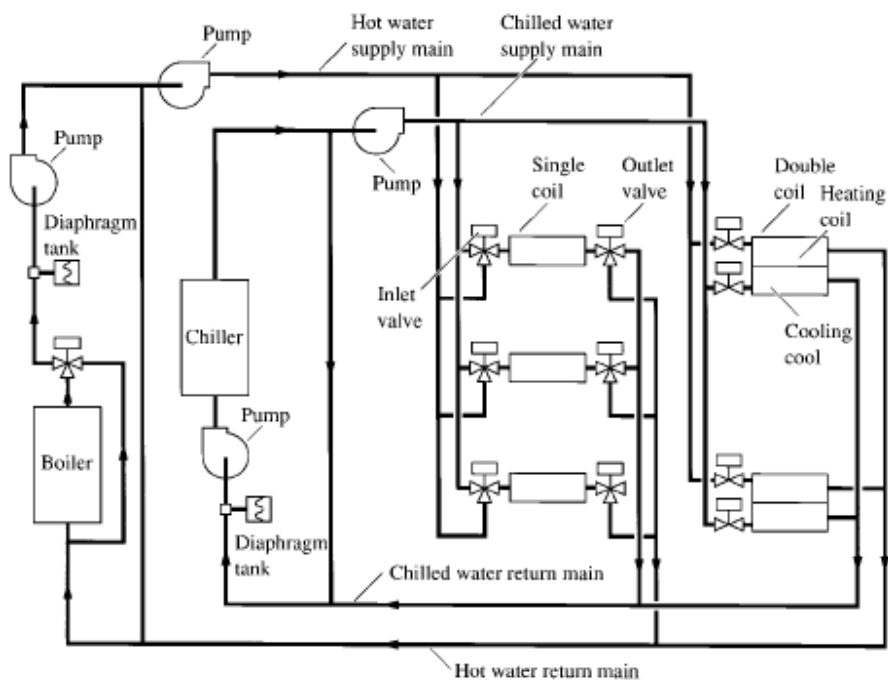 Hot water
supply main
Chilled water
supply main
Pump
Pump
Pump
Single
coil
Outlet
valve
Double
coil
Heating
coil
Diaphragm
tank
Inlet
valve
Chiller
Cooling
cool
Pump
Boiler
Diaphragm
tank
Chilled water return main
Hot water return main